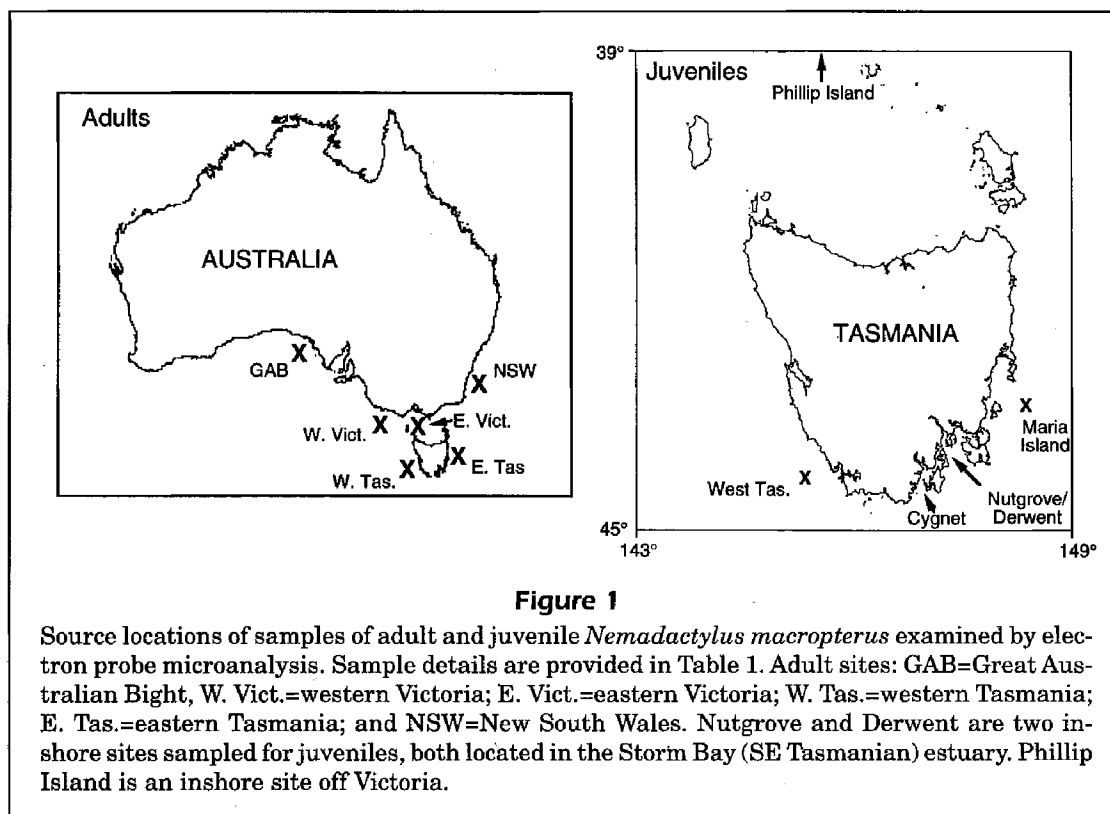 Adults
AUSTRALIA
GAB
NSW
W. Vict.
E. Vict.
W. Tas.
E. Tas
39°
Juveniles
Phillip Island
TASMANIA
Maria
Island
West Tas.
Nutgrove/
Derwent
Cygnet
45°
143°
149°
Figure 1
Source locations of samples of adult and juvenile Nemadactylus macropterus examined by elec-
tron probe microanalysis. Sample details are provided in Table 1. Adult sites: GAB=Great Aus-
tralian Bight, W. Vict.=western Victoria; E. Vict.=eastern Victoria; W. Tas.=western Tasmania;
E. Tas.=eastern Tasmania; and NSW=New South Wales. Nutgrove and Derwent are two in-
shore sites sampled for juveniles, both located in the Storm Bay (SE Tasmanian) estuary. Phillip
Island is an inshore site off Victoria.